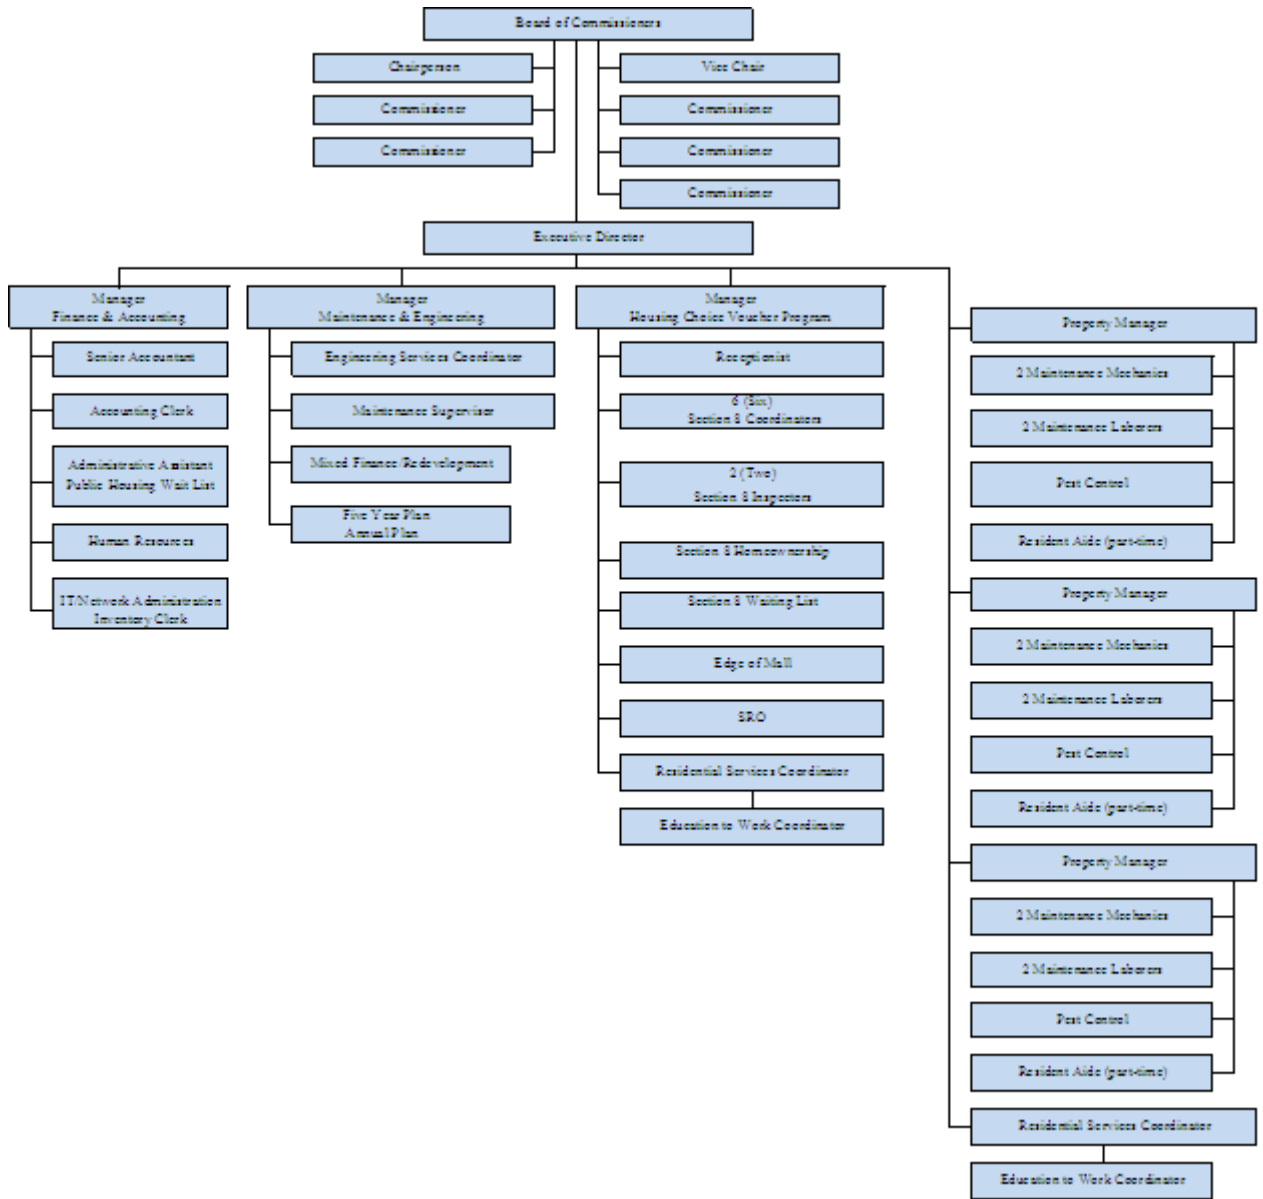 Board of Commissioners
Chairperson
Vice Chair
Commissioner
Commissioner
Commissioner
Commissioner
Commissioner
Executive Director
Manager
Finance & Accounting
Senior Accountant
Accounting Clerk
Administrative Assistant
Public Housing Wait List
Human Resources
IT/Network Administration
Inventory Clerk
Manager
Maintenance & Engineering
Engineering Services Coordinator
Maintenance Supervisor
Mixed Finance/Redevelopment
Five Year Plan
Annual Plan
Manager
Housing Choice Voucher Program
Receptionist
6 (Six)
Section 8 Coordinators
2 (Two)
Section 8 Inspectors
Section 8 Homeownership
Section 8 Waiting List
Edge of Mall
SRO
Residential Services Coordinator
Education to Work Coordinator
Property Manager
2 Maintenance Mechanics
2 Maintenance Laborers
Pest Control
Resident Aide (part-time)
Property Manager
2 Maintenance Mechanics
2 Maintenance Laborers
Pest Control
Resident Aide (part-time)
Property Manager
2 Maintenance Mechanics
2 Maintenance Laborers
Pest Control
Resident Aide (part-time)
Residential Services Coordinator
Education to Work Coordinator